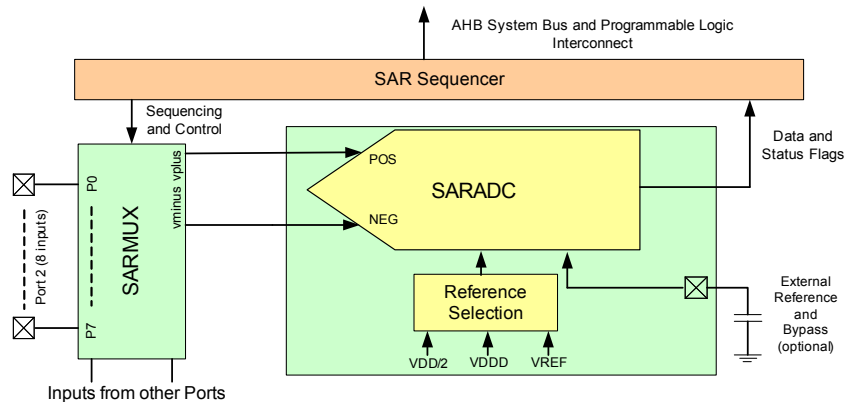 AHB System Bus and Programmable Logic
Interconnect
SAR Sequencer
Sequencing
and Control
Data and
Status Flags
vminus vplus
P0
POS
SARADC
NEG
SARMUX
Port 2 (8 inputs)
P7
Reference
Selection
External
Reference
and
Bypass
(optional)
VDD/2
VDDD
VREF
Inputs from other Ports